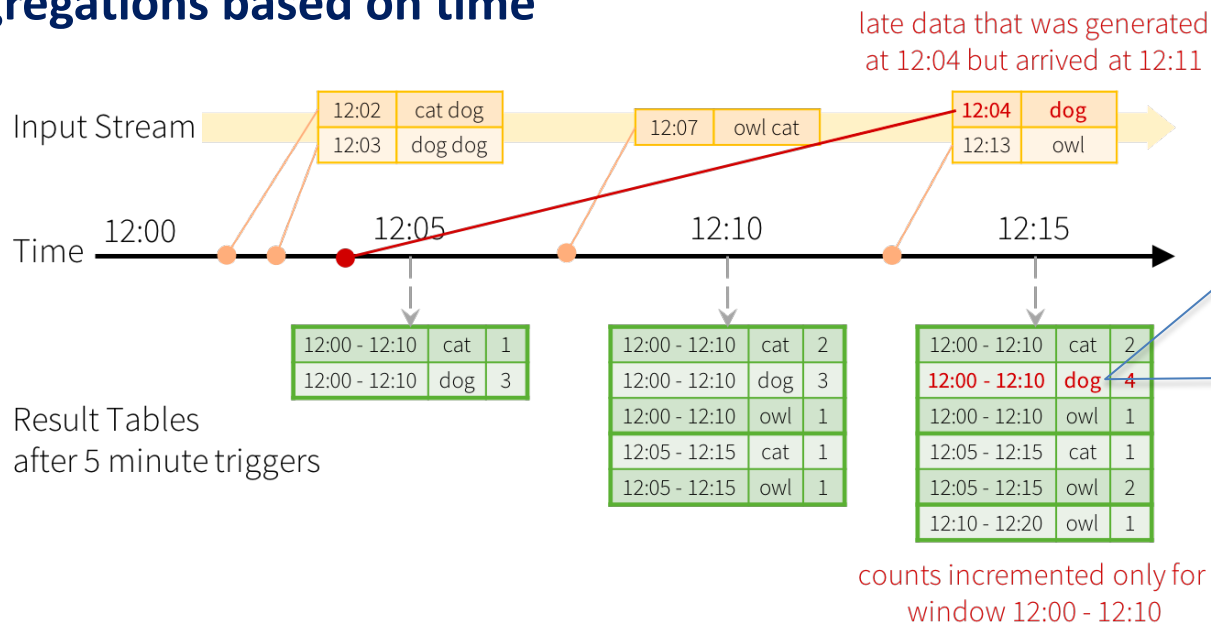 gregations based on time
late data that was generated
at 12:04 but arrived at 12:11
Input Stream
12:02 cat dog
12:03 dog dog
12:07 owl cat
12:04 dog
12:13 owl
Time
12:00
12:05
12:10
12:15
12:00 - 12:10 cat 1
12:00 - 12:10 dog 3
12:00 - 12:10 cat 2
12:00 - 12:10 dog 3
12:00 - 12:10 owl 1
12:05 - 12:15 cat 1
12:05 - 12:15 owl 1
12:00 - 12:10 cat 2
12:00 - 12:10 dog 4
12:00 - 12:10 owl 1
12:05 - 12:15 cat 1
12:05 - 12:15 owl 2
12:10 - 12:20 owl 1
Result Tables
after 5 minute triggers
counts incremented only for
window 12:00 - 12:10